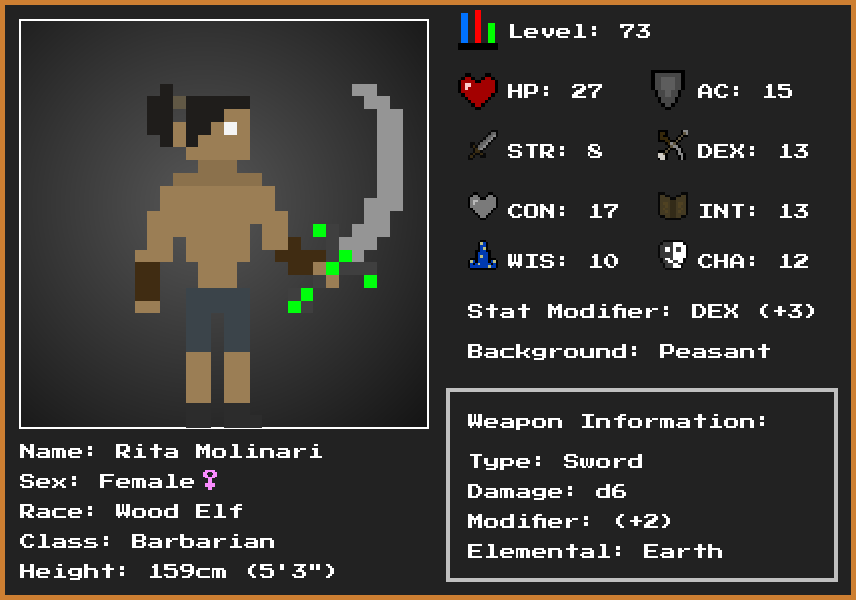 Level: 73
HP: 27 AC: 15
STR: 8 DEX: 13
CON: 17 INT: 13
WIS: 10 CHA: 12
Stat Modifier: DEX (+3)
Background: Peasant
Weapon Information:
Type: Sword
Damage: d6
Modifier: (+2)
Elemental: Earth
Name: Rita Molinari
Sex: Female♀
Race: Wood Elf
Class: Barbarian
Height: 159cm (5'3")